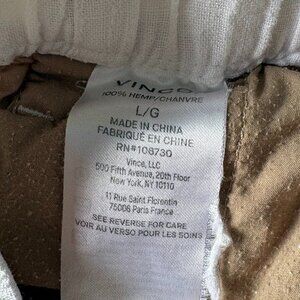 VINCE
100% HEMP/CHANVRE
L/G
MADE IN CHINA
FABRIQUÉ EN CHINE
RN#106730
Vince, LLC
500 Fifth Avenue, 20th Floor
New York, NY 10110
11 Rue Saint Florentin
75008 Paris France
SEE REVERSE FOR CARE
VOIR AU VERSO POUR LES SOINS